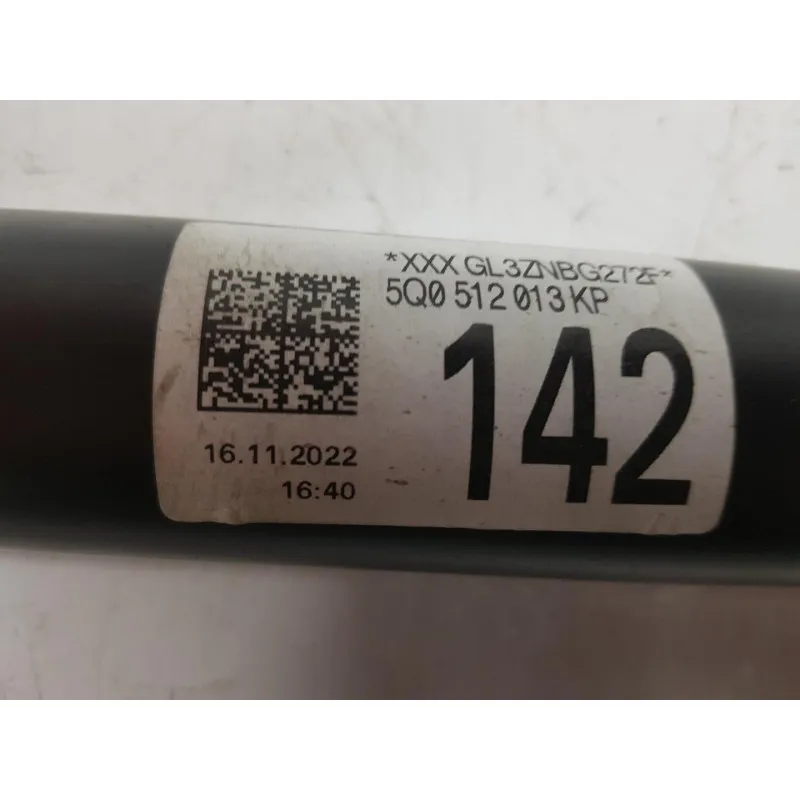 *XXX GL3ZNBG272F*
5Q0 512 013 KP
142
16.11.2022
16:40